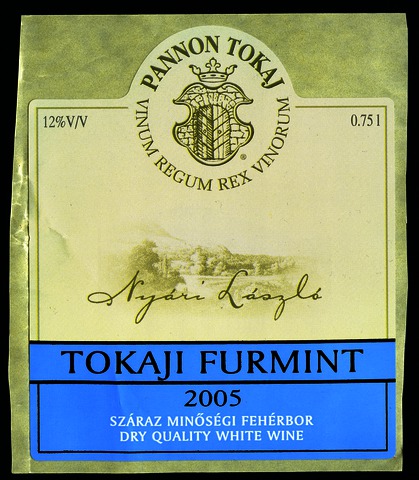 PANNON TOKAJ
VINUM REGUM REX VINORUM
®
12%V/V
0.75 l
Nyári László
TOKAJI FURMINT
2005
SZÁRAZ MINŐSÉGI FEHÉRBOR
DRY QUALITY WHITE WINE